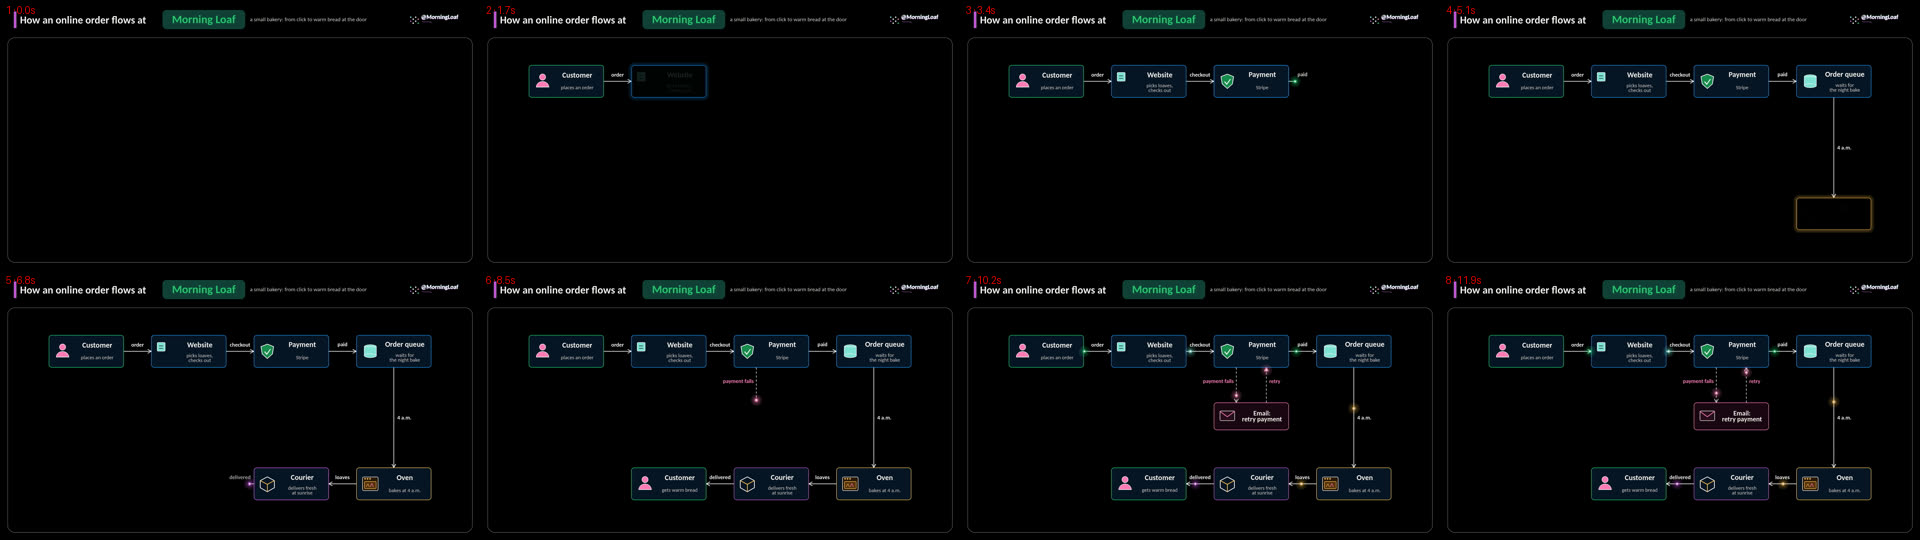 1: 0.0s
How an online order flows at Morning Loaf a small bakery: from click to warm bread at the door @MorningLoaf
2: 1.7s
How an online order flows at Morning Loaf a small bakery: from click to warm bread at the door @MorningLoaf
Customer
places an order
order
Website
3: 3.4s
How an online order flows at Morning Loaf a small bakery: from click to warm bread at the door @MorningLoaf
Customer
places an order
order
Website
picks loaves,
checks out
checkout
Payment
Stripe
paid
4: 5.1s
How an online order flows at Morning Loaf a small bakery: from click to warm bread at the door @MorningLoaf
Customer
places an order
order
Website
picks loaves,
checks out
checkout
Payment
Stripe
paid
Order queue
waits for
the night bake
4 a.m.
5: 6.8s
How an online order flows at Morning Loaf a small bakery: from click to warm bread at the door @MorningLoaf
Customer
places an order
order
Website
picks loaves,
checks out
checkout
Payment
Stripe
paid
Order queue
waits for
the night bake
4 a.m.
delivered
Courier
delivers fresh
at sunrise
loaves
Oven
bakes at 4 a.m.
6: 8.5s
How an online order flows at Morning Loaf a small bakery: from click to warm bread at the door @MorningLoaf
Customer
places an order
order
Website
picks loaves,
checks out
checkout
Payment
Stripe
paid
Order queue
waits for
the night bake
payment fails
4 a.m.
Customer
gets warm bread
delivered
Courier
delivers fresh
at sunrise
loaves
Oven
bakes at 4 a.m.
7: 10.2s
How an online order flows at Morning Loaf a small bakery: from click to warm bread at the door @MorningLoaf
Customer
places an order
order
Website
picks loaves,
checks out
checkout
Payment
Stripe
paid
Order queue
waits for
the night bake
payment fails
retry
Email:
retry payment
4 a.m.
Customer
gets warm bread
delivered
Courier
delivers fresh
at sunrise
loaves
Oven
bakes at 4 a.m.
8: 11.9s
How an online order flows at Morning Loaf a small bakery: from click to warm bread at the door @MorningLoaf
Customer
places an order
order
Website
picks loaves,
checks out
checkout
Payment
Stripe
paid
Order queue
waits for
the night bake
payment fails
retry
Email:
retry payment
4 a.m.
Customer
gets warm bread
delivered
Courier
delivers fresh
at sunrise
loaves
Oven
bakes at 4 a.m.